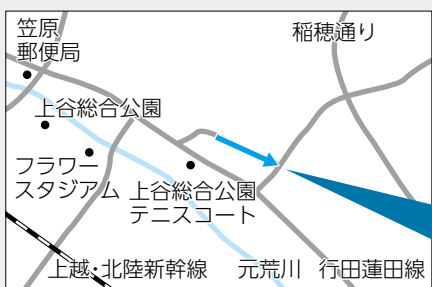 笠原
郵便局
稲穂通り
上谷総合公園
フラワー
スタジアム
上谷総合公園
テニスコート
上越・北陸新幹線
元荒川
行田蓮田線